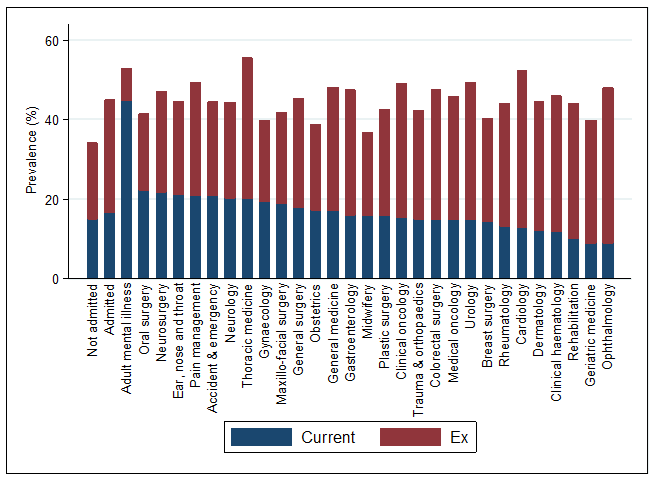 60
40
20
0
Prevalence (%)
Not admitted
Admitted
Adult mental illness
Oral surgery
Neurosurgery
Ear, nose and throat
Pain management
Accident & emergency
Neurology
Thoracic medicine
Gynaecology
Maxillo-facial surgery
General surgery
Obstetrics
General medicine
Gastroenterology
Midwifery
Plastic surgery
Clinical oncology
Trauma & orthopaedics
Colorectal surgery
Medical oncology
Urology
Breast surgery
Rheumatology
Cardiology
Dermatology
Clinical haematology
Rehabilitation
Geriatric medicine
Ophthalmology
Current
Ex